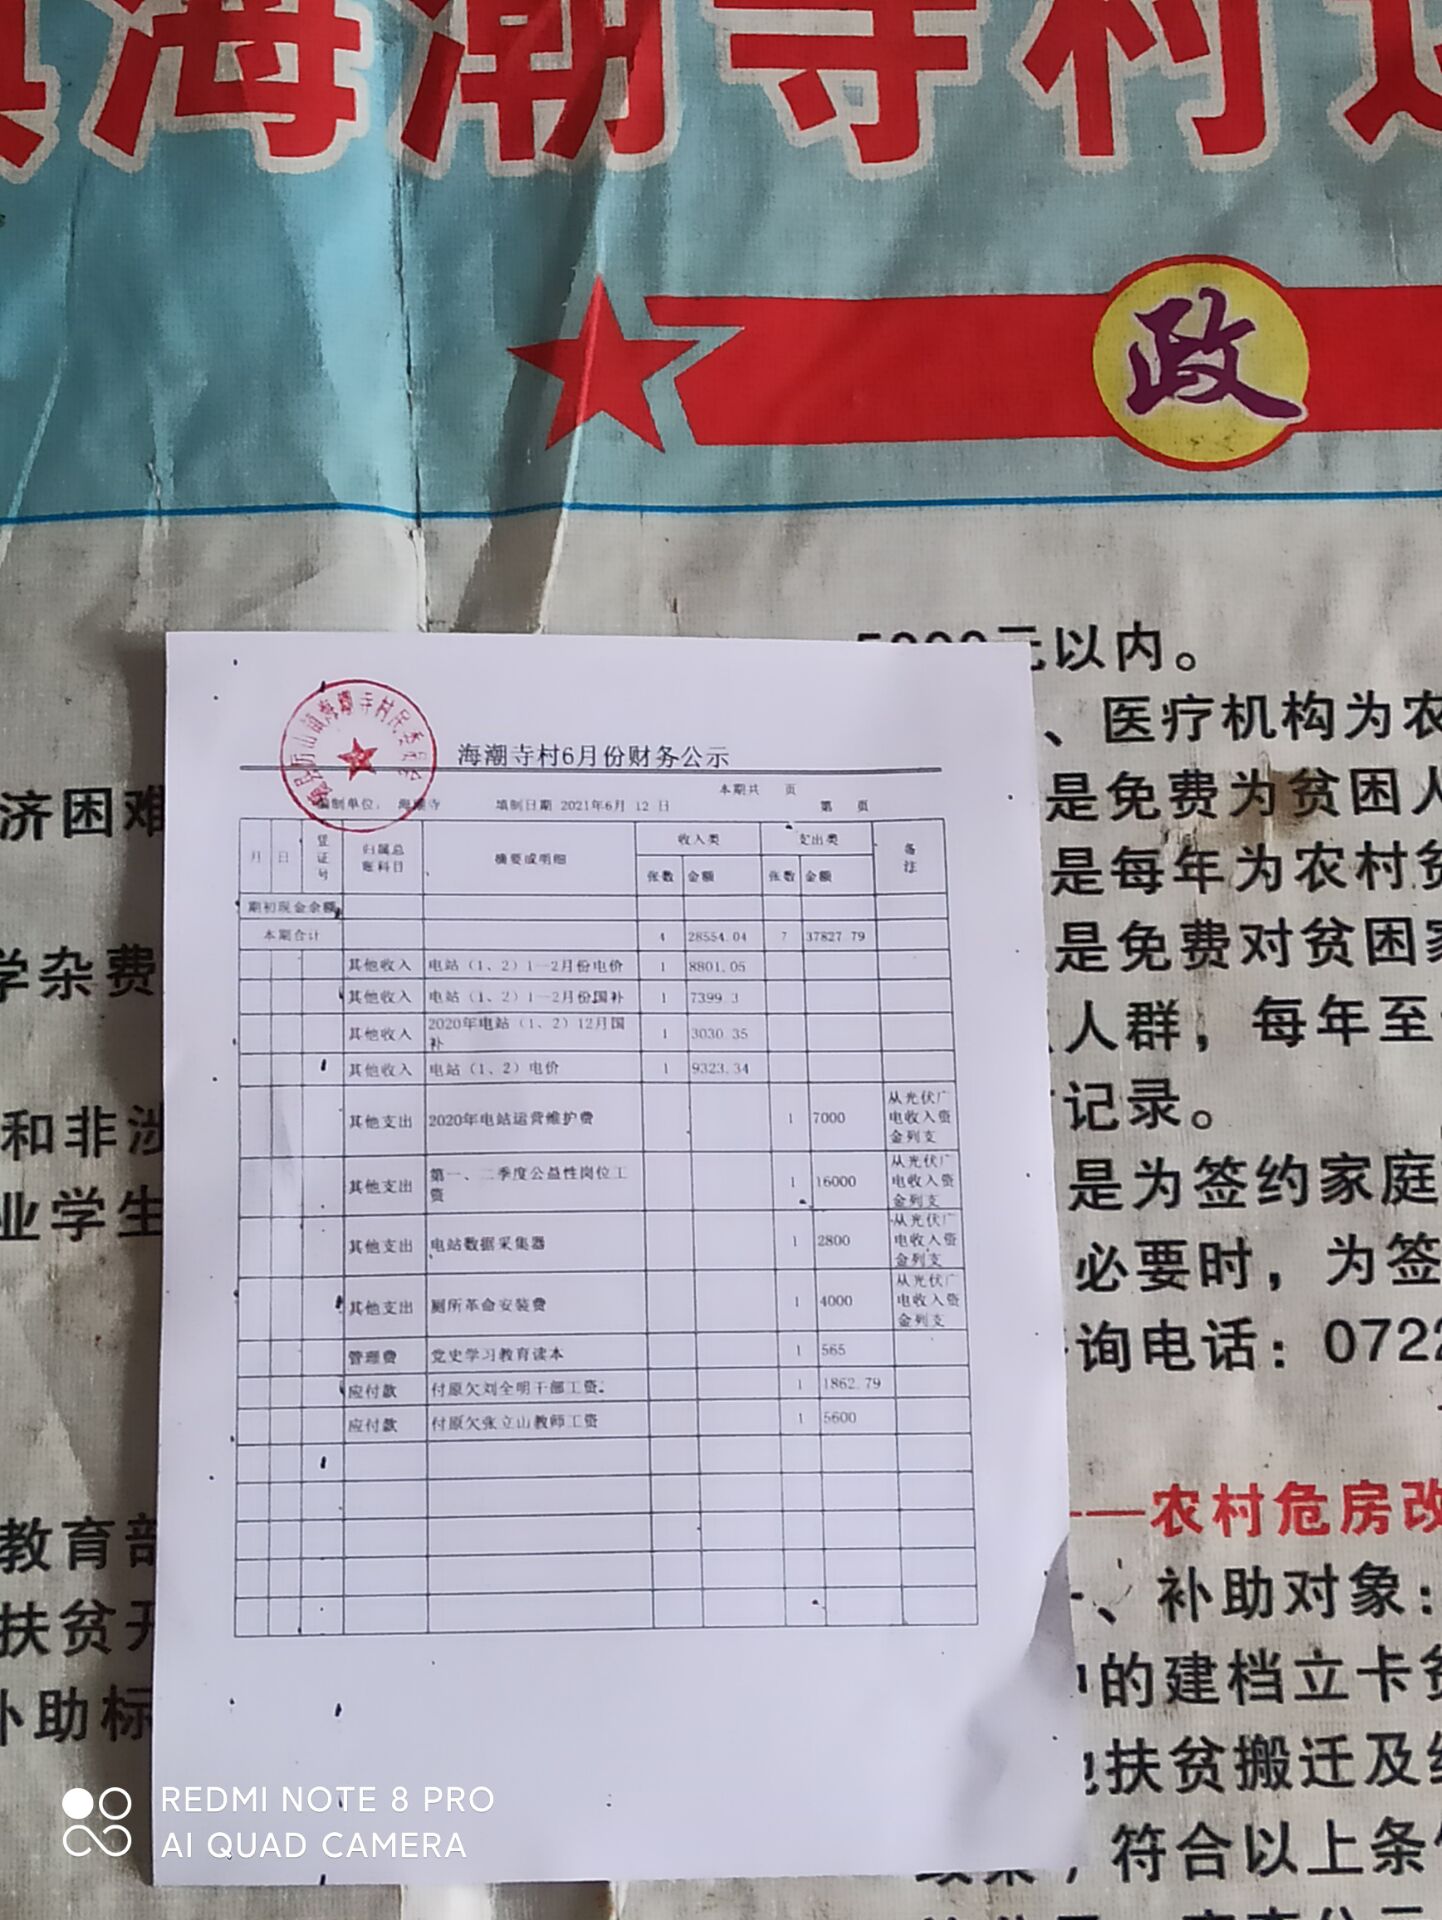 海潮寺村
政
5000元以内。
、医疗机构为农
济困难
是免费为贫困人
是每年为农村贫
学杂费
是免费对贫困家
人群，每年至
记录。
和非涉
是为签约家庭
业学生
必要时，为签
询电话：0722
——农村危房改
教育部
、补助对象：
扶贫开
中的建档立卡贫
补助标
地扶贫搬迁及纟
符合以上条件
海潮寺村6月份财务公示
本期共 页
编制单位： 海潮寺 填制日期 2021年6月 12 日 第 页
月 日 凭证号 归属总账科目 摘要或明细 收入类 支出类 备注
张数 金额 张数 金额
期初现金余额
本期合计 4 28554.04 7 37827.79
其他收入 电站（1、2）1—2月份电价 1 8801.05
其他收入 电站（1、2）1—2月份国补 1 7399.3
其他收入 2020年电站（1、2）12月国补 1 3030.35
其他收入 电站（1、2）电价 1 9323.34
其他支出 2020年电站运营维护费 1 7000 从光伏广电收入资金列支
其他支出 第一、二季度公益性岗位工资 1 16000 从光伏广电收入资金列支
其他支出 电站数据采集器 1 2800 从光伏广电收入资金列支
其他支出 厕所革命安装费 1 4000 从光伏广电收入资金列支
管理费 党史学习教育读本 1 565
应付款 付原欠刘全明干部工资. 1 1862.79
应付款 付原欠张立山教师工资 1 5600
REDMI NOTE 8 PRO
AI QUAD CAMERA